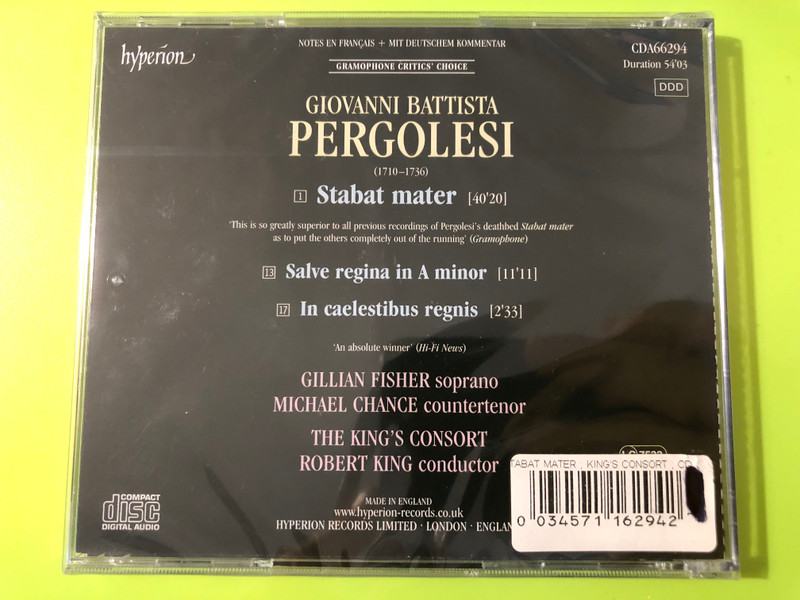 hyperion
NOTES EN FRANÇAIS + MIT DEUTSCHEM KOMMENTAR
GRAMOPHONE CRITICS' CHOICE
CDA66294
Duration 54'03
DDD
GIOVANNI BATTISTA
PERGOLESI
(1710–1736)
1 Stabat mater [40'20]
'This is so greatly superior to all previous recordings of Pergolesi's deathbed Stabat mater
as to put the others completely out of the running' (Gramophone)
13 Salve regina in A minor [11'11]
17 In caelestibus regnis [2'33]
'An absolute winner' (Hi-Fi News)
GILLIAN FISHER soprano
MICHAEL CHANCE countertenor
THE KING'S CONSORT
ROBERT KING conductor
COMPACT
disc
DIGITAL AUDIO
MADE IN ENGLAND
www.hyperion-records.co.uk
HYPERION RECORDS LIMITED · LONDON · ENGLAN
TABAT MATER , KING'S CONSORT , CD
0 034571 162942